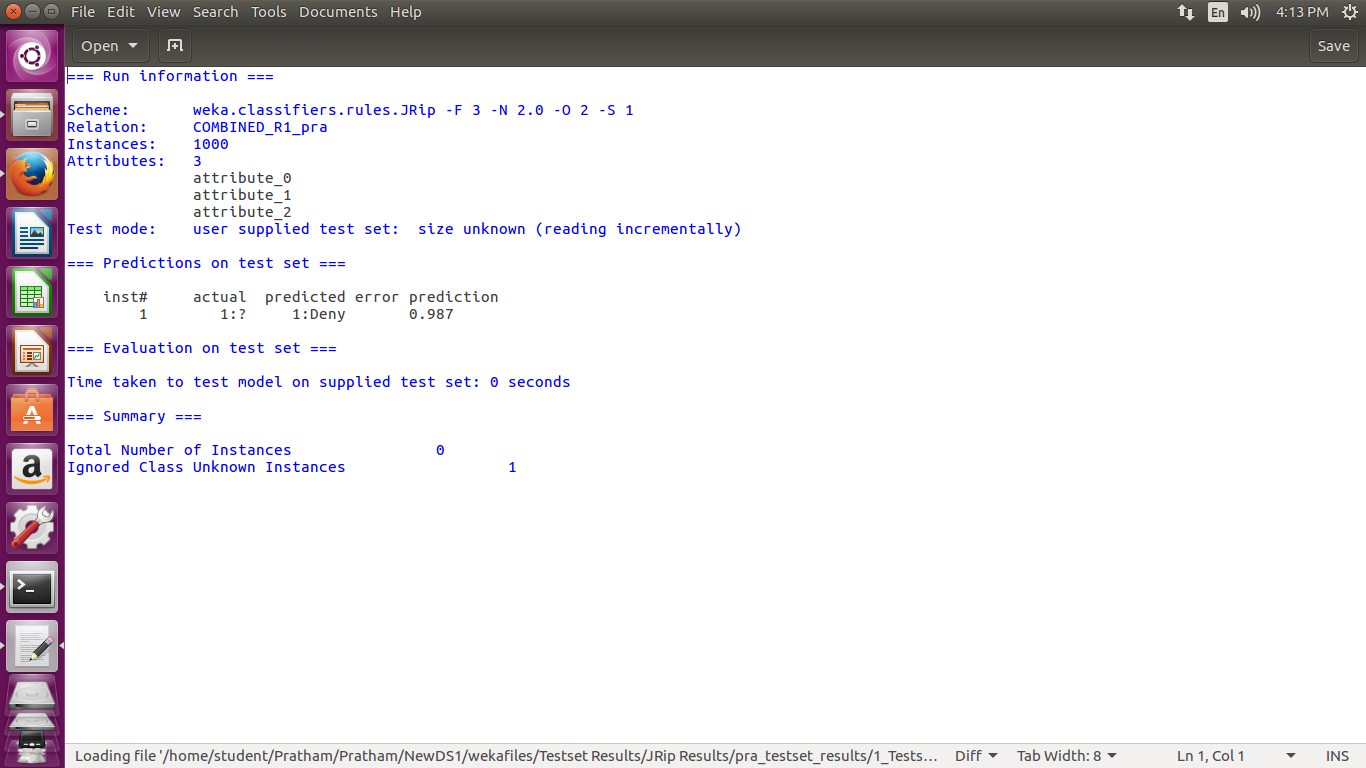 File Edit View Search Tools Documents Help
En 4:13 PM
Open Save
=== Run information ===
Scheme: weka.classifiers.rules.JRip -F 3 -N 2.0 -O 2 -S 1
Relation: COMBINED_R1_pra
Instances: 1000
Attributes: 3
attribute_0
attribute_1
attribute_2
Test mode: user supplied test set: size unknown (reading incrementally)
=== Predictions on test set ===
inst# actual predicted error prediction
1 1:? 1:Deny 0.987
=== Evaluation on test set ===
Time taken to test model on supplied test set: 0 seconds
=== Summary ===
Total Number of Instances 0
Ignored Class Unknown Instances 1
Loading file '/home/student/Pratham/Pratham/NewDS1/wekafiles/Testset Results/JRip Results/pra_testset_results/1_Tests… Diff Tab Width: 8 Ln 1, Col 1 INS